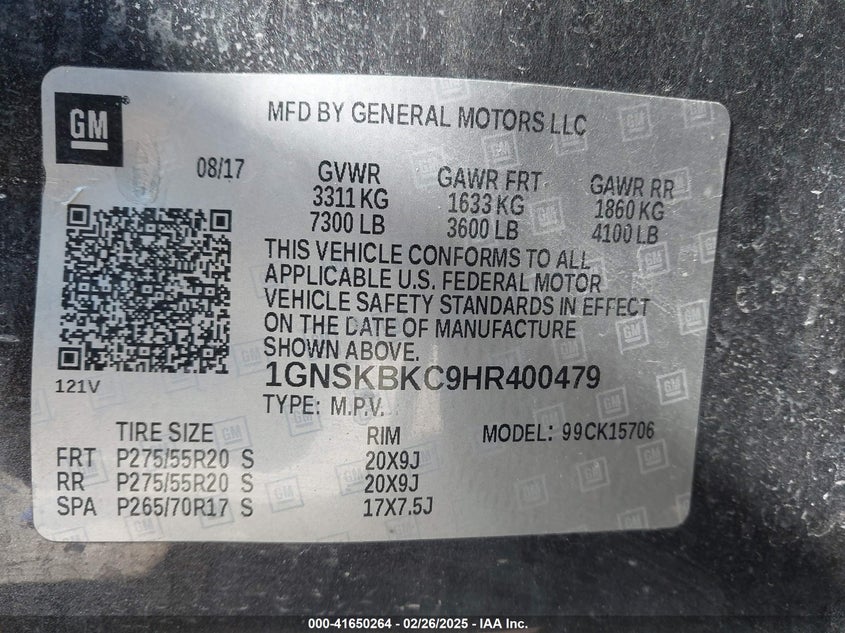 GM
MFD BY GENERAL MOTORS LLC
08/17
GVWR
3311 KG
7300 LB
GAWR FRT
1633 KG
3600 LB
GAWR RR
1860 KG
4100 LB
THIS VEHICLE CONFORMS TO ALL
APPLICABLE U.S. FEDERAL MOTOR
VEHICLE SAFETY STANDARDS IN EFFECT
ON THE DATE OF MANUFACTURE
SHOWN ABOVE.
121V
1GNSKBKC9HR400479
TYPE: M.P.V.
TIRE SIZE RIM MODEL: 99CK15706
FRT P275/55R20 S 20X9J
RR P275/55R20 S 20X9J
SPA P265/70R17 S 17X7.5J
000-41650264 - 02/26/2025 - IAA Inc.